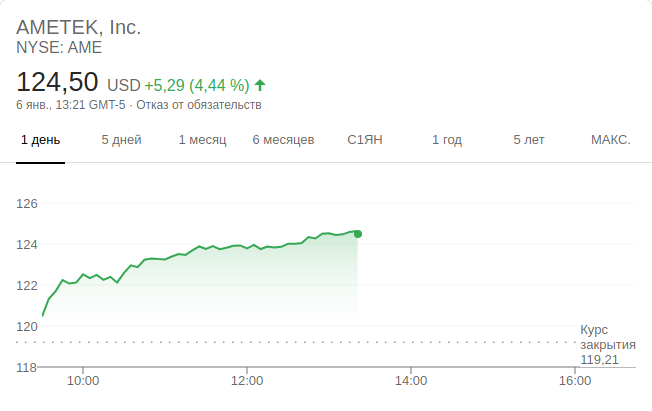 AMETEK, Inc.
NYSE: AME
124,50 USD +5,29 (4,44 %)
6 янв., 13:21 GMT-5 · Отказ от обязательств
1 день 5 дней 1 месяц 6 месяцев С1ЯН 1 год 5 лет МАКС.
126
124
122
120
Курс
закрытия
119,21
118
10:00 12:00 14:00 16:00